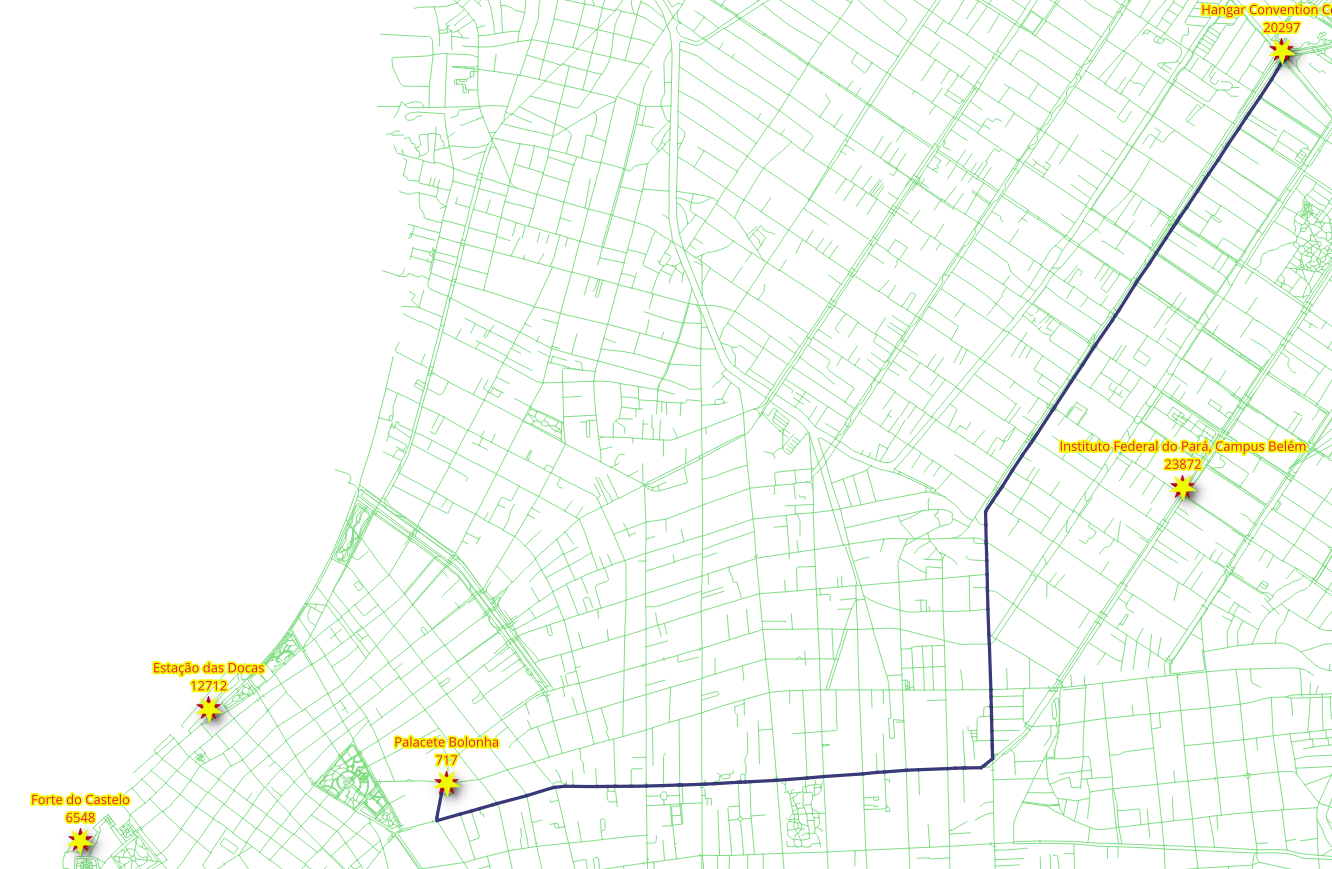 Hangar Convention Ce
20297
Instituto Federal do Pará, Campus Belém
23872
Estação das Docas
12712
Palacete Bolonha
717
Forte do Castelo
6548